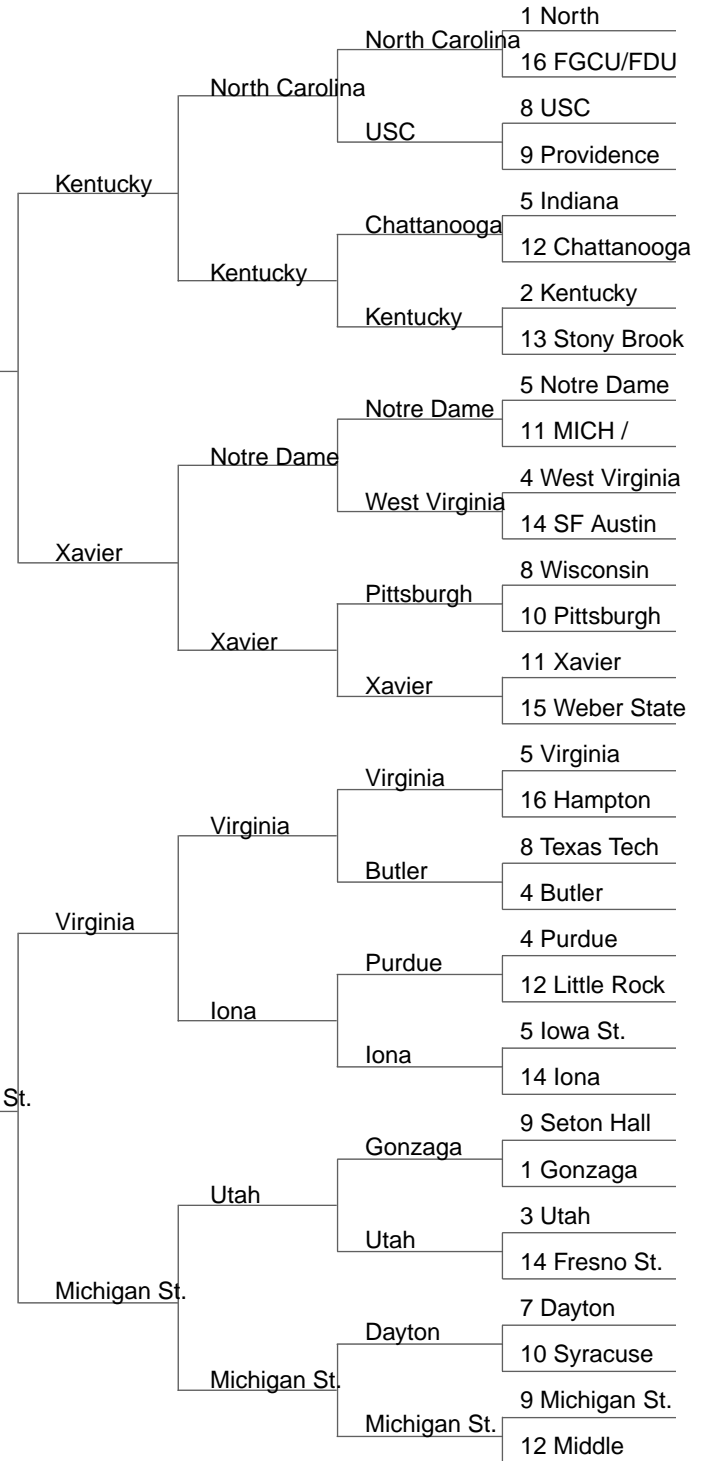 1 North
North Carolina
16 FGCU/FDU
North Carolina
8 USC
USC
9 Providence
Kentucky
5 Indiana
Chattanooga
12 Chattanooga
Kentucky
2 Kentucky
Kentucky
13 Stony Brook
5 Notre Dame
Notre Dame
11 MICH /
Notre Dame
4 West Virginia
West Virginia
14 SF Austin
Xavier
8 Wisconsin
Pittsburgh
10 Pittsburgh
Xavier
11 Xavier
Xavier
15 Weber State
5 Virginia
Virginia
16 Hampton
Virginia
8 Texas Tech
Butler
4 Butler
Virginia
4 Purdue
Purdue
12 Little Rock
Iona
5 Iowa St.
Iona
14 Iona
St.
9 Seton Hall
Gonzaga
1 Gonzaga
Utah
3 Utah
Utah
14 Fresno St.
Michigan St.
7 Dayton
Dayton
10 Syracuse
Michigan St.
9 Michigan St.
Michigan St.
12 Middle